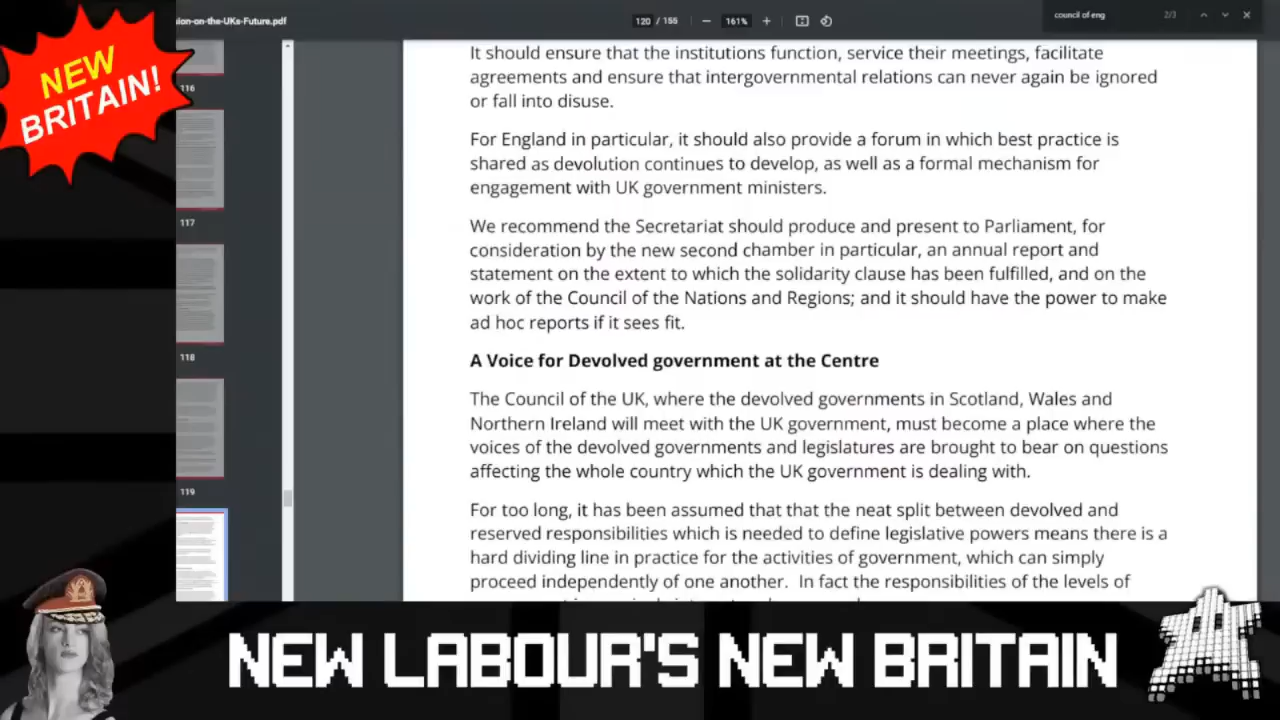 ion-on-the-UKs-Future.pdf
120 / 155
161%
council of eng
2/3
NEW
BRITAIN!
116
117
118
119
It should ensure that the institutions function, service their meetings, facilitate
agreements and ensure that intergovernmental relations can never again be ignored
or fall into disuse.
For England in particular, it should also provide a forum in which best practice is
shared as devolution continues to develop, as well as a formal mechanism for
engagement with UK government ministers.
We recommend the Secretariat should produce and present to Parliament, for
consideration by the new second chamber in particular, an annual report and
statement on the extent to which the solidarity clause has been fulfilled, and on the
work of the Council of the Nations and Regions; and it should have the power to make
ad hoc reports if it sees fit.
A Voice for Devolved government at the Centre
The Council of the UK, where the devolved governments in Scotland, Wales and
Northern Ireland will meet with the UK government, must become a place where the
voices of the devolved governments and legislatures are brought to bear on questions
affecting the whole country which the UK government is dealing with.
For too long, it has been assumed that that the neat split between devolved and
reserved responsibilities which is needed to define legislative powers means there is a
hard dividing line in practice for the activities of government, which can simply
proceed independently of one another. In fact the responsibilities of the levels of
NEW LABOUR'S NEW BRITAIN